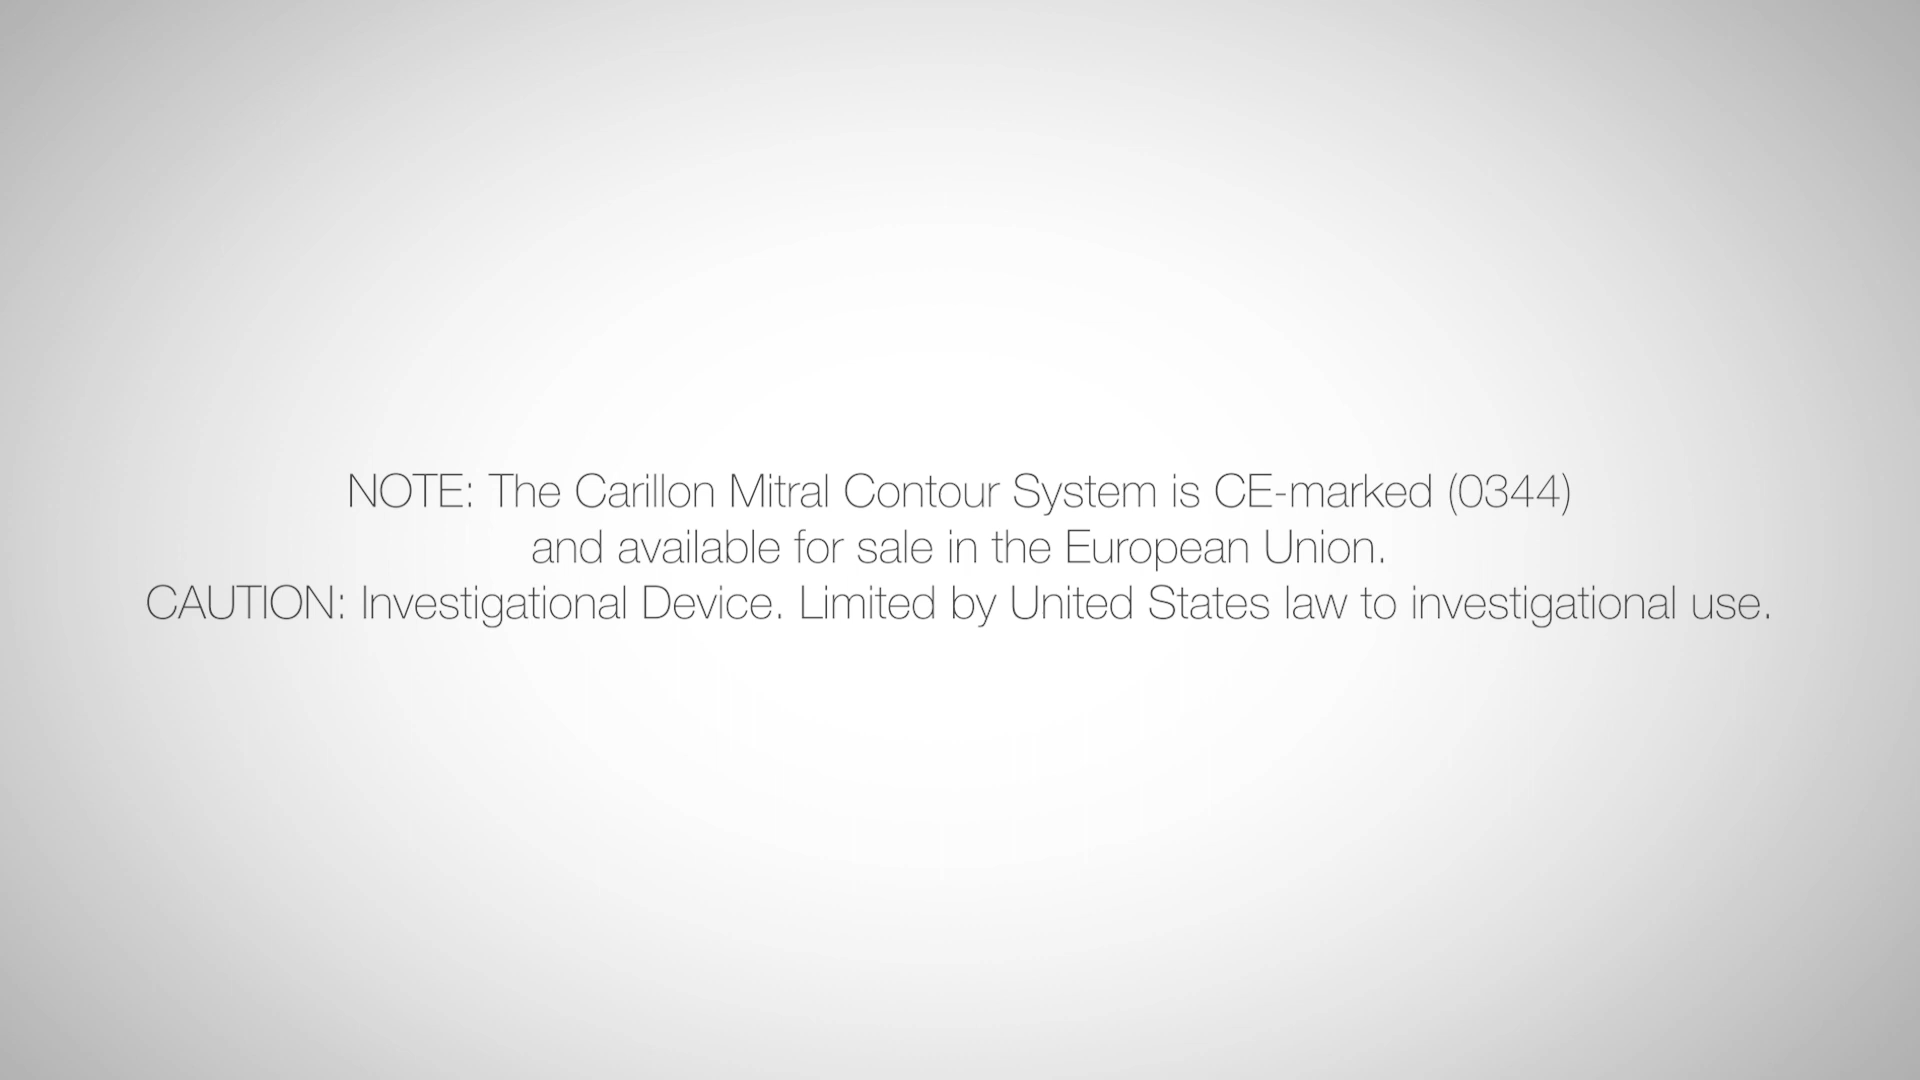 NOTE: The Carillon Mitral Contour System is CE-marked (0344)
and available for sale in the European Union.
CAUTION: Investigational Device. Limited by United States law to investigational use.